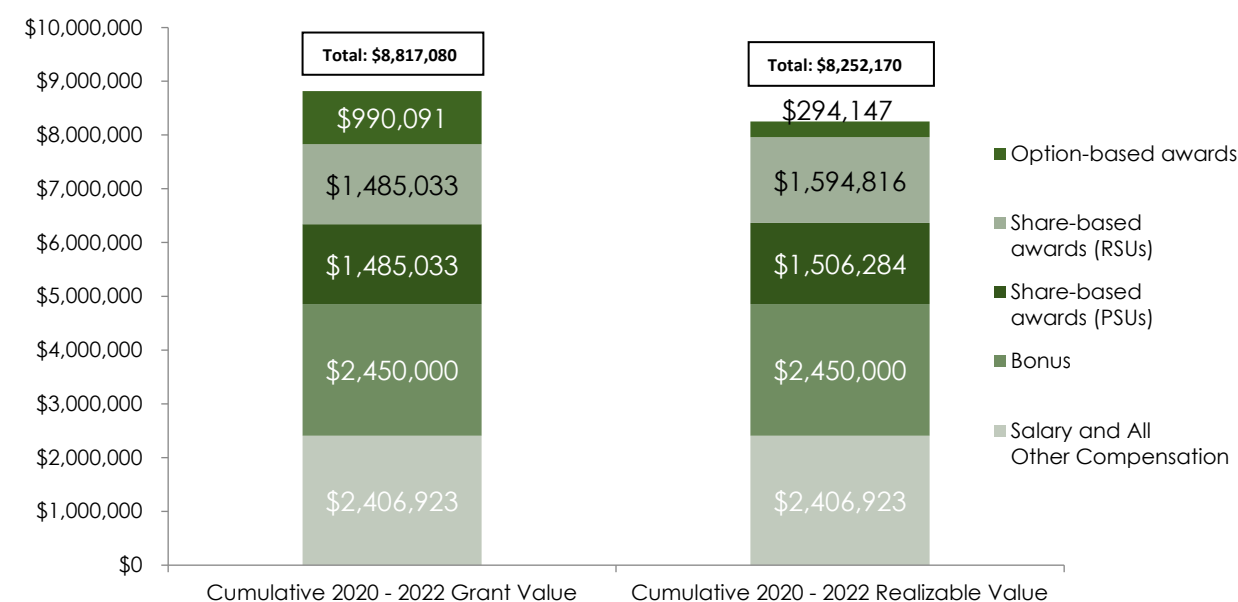 $10,000,000
$9,000,000
$8,000,000
$7,000,000
$6,000,000
$5,000,000
$4,000,000
$3,000,000
$2,000,000
$1,000,000
$0
Total: $8,817,080
$990,091
$1,485,033
$1,485,033
$2,450,000
$2,406,923
Cumulative 2020 - 2022 Grant Value
Total: $8,252,170
$294,147
$1,594,816
$1,506,284
$2,450,000
$2,406,923
Cumulative 2020 - 2022 Realizable Value
Option-based awards
Share-based
awards (RSUs)
Share-based
awards (PSUs)
Bonus
Salary and All
Other Compensation